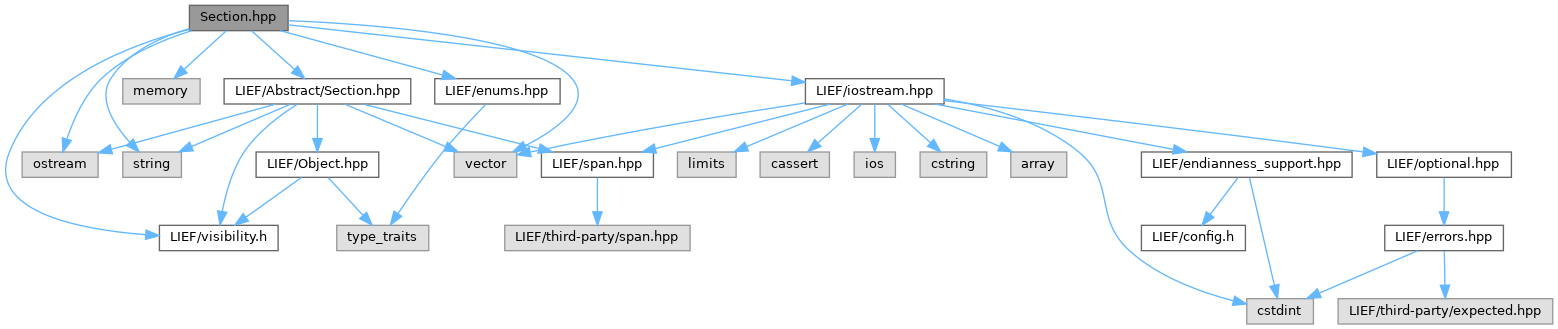 Section.hpp
memory
LIEF/Abstract/Section.hpp
LIEF/enums.hpp
LIEF/iostream.hpp
ostream
string
LIEF/Object.hpp
vector
LIEF/span.hpp
limits
cassert
ios
cstring
array
LIEF/endianness_support.hpp
LIEF/optional.hpp
LIEF/visibility.h
type_traits
LIEF/third-party/span.hpp
LIEF/config.h
LIEF/errors.hpp
cstdint
LIEF/third-party/expected.hpp